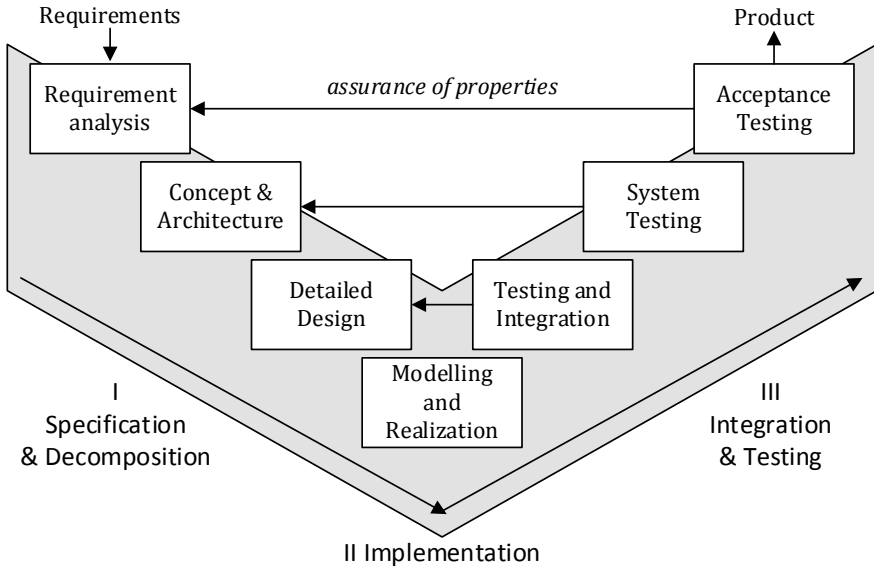 Requirements
Product
Requirement
analysis
assurance of properties
Acceptance
Testing
Concept &
Architecture
System
Testing
Detailed
Design
Testing and
Integration
Modelling
and
Realization
I
Specification
& Decomposition
III
Integration
& Testing
II Implementation